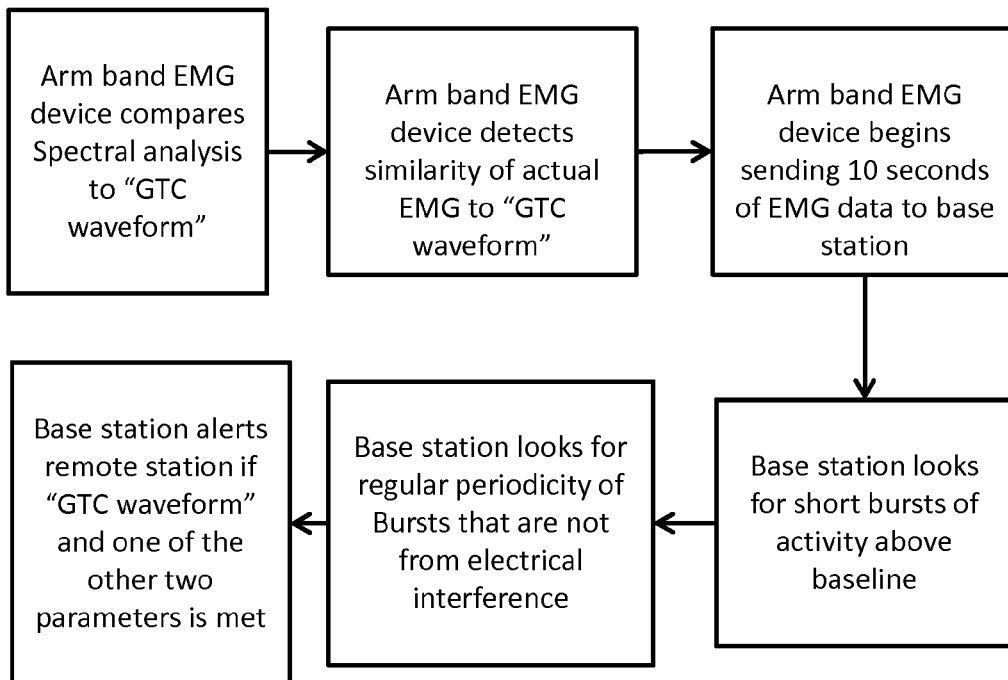 Arm band EMG
device compares
Spectral analysis
to “GTC
waveform”
Arm band EMG
device detects
similarity of actual
EMG to “GTC
waveform”
Arm band EMG
device begins
sending 10 seconds
of EMG data to base
station
Base station looks
for short bursts of
activity above
baseline
Base station looks for
regular periodicity of
Bursts that are not
from electrical
interference
Base station alerts
remote station if
“GTC waveform”
and one of the
other two
parameters is met